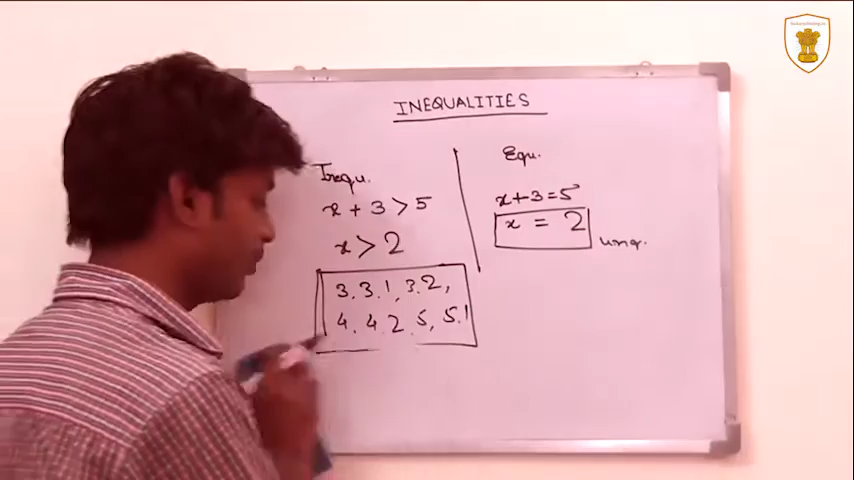 INEQUALITIES
Inequ.
x + 3 > 5
x > 2
3, 3.1, 3.2,
4, 4.2, 5, 5.1
Equ.
x+3=5
x = 2